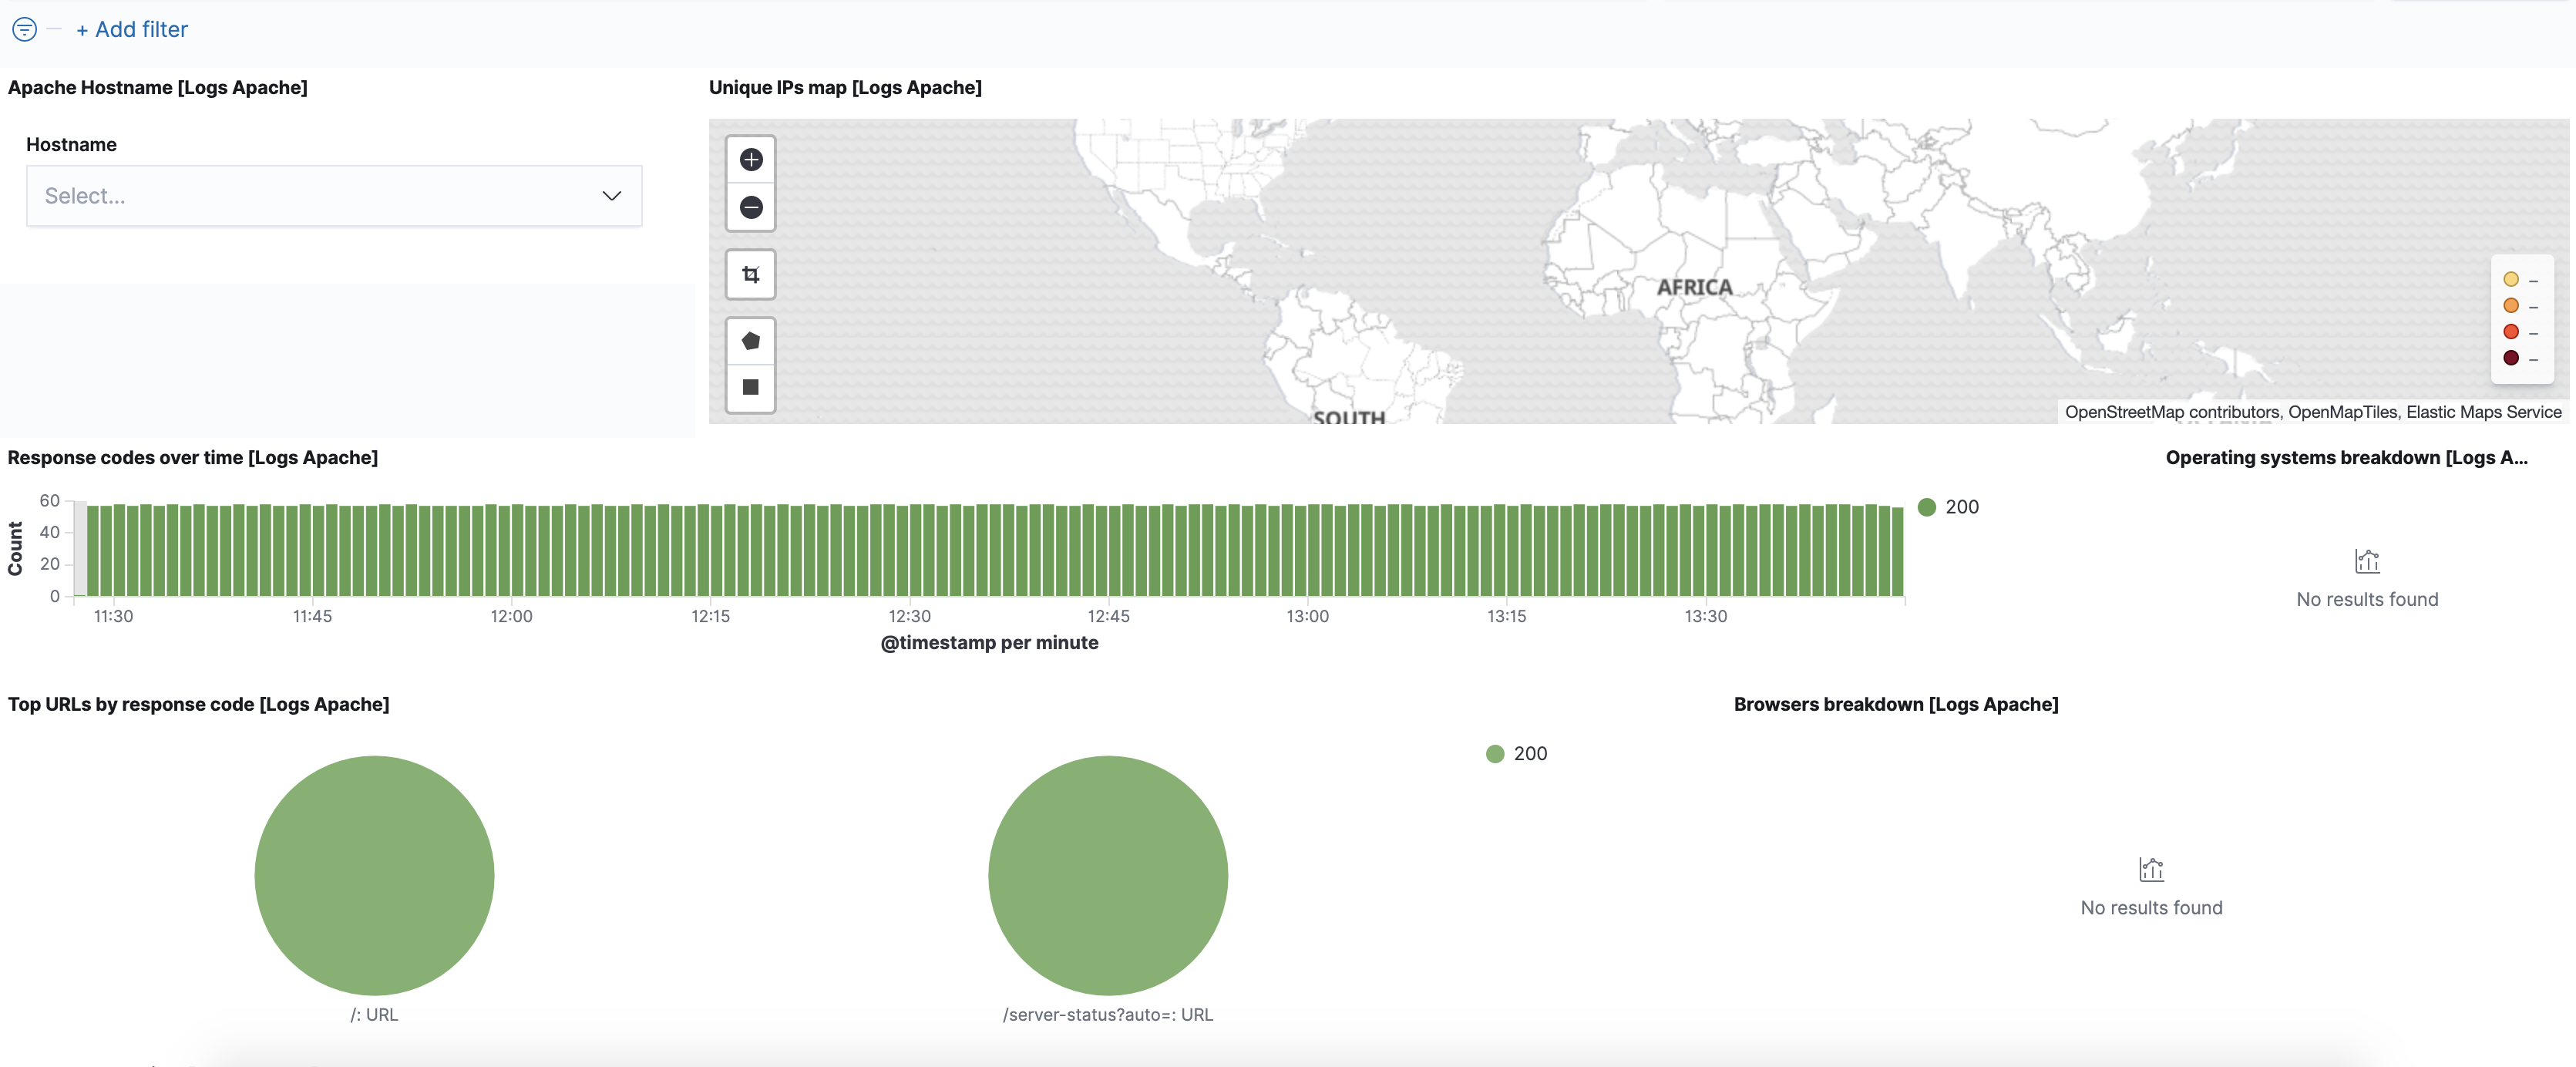 + Add filter
Apache Hostname [Logs Apache]
Hostname
Select...
Unique IPs map [Logs Apache]
AFRICA
SOUTH
–
–
–
–
OpenStreetMap contributors, OpenMapTiles, Elastic Maps Service
Response codes over time [Logs Apache]
Count
60
40
20
0
11:30
11:45
12:00
12:15
12:30
12:45
13:00
13:15
13:30
@timestamp per minute
200
Operating systems breakdown [Logs A...
No results found
Top URLs by response code [Logs Apache]
/: URL
/server-status?auto=: URL
200
Browsers breakdown [Logs Apache]
No results found